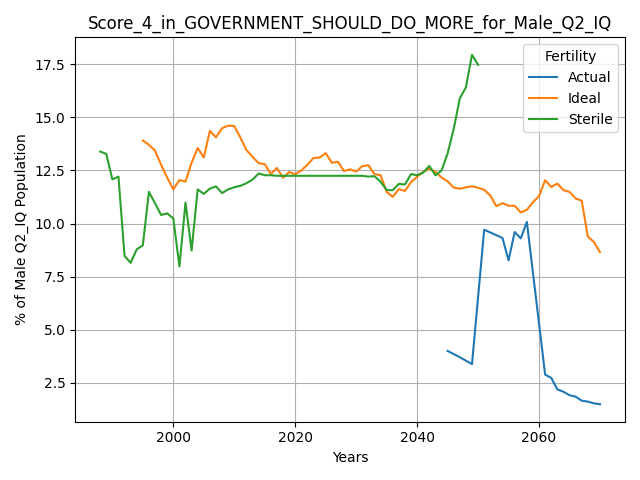 Score_4_in_GOVERNMENT_SHOULD_DO_MORE_for_Male_Q2_IQ
Fertility
Actual
Ideal
Sterile
% of Male Q2_IQ Population
17.5
15.0
12.5
10.0
7.5
5.0
2.5
2000 2020 2040 2060
Years